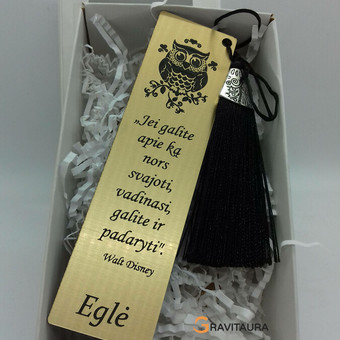 „Jei galite
apie ką
nors
svajoti,
vadinasi,
galite ir
padaryti".
Walt Disney
Eglė
GRAVITAURA